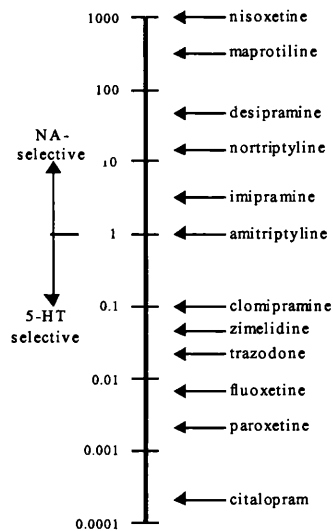 1000
nisoxetine
maprotiline
100
desipramine
NA-
selective
nortriptyline
10
imipramine
1
amitriptyline
0.1
clomipramine
5-HT
selective
zimelidine
trazodone
0.01
fluoxetine
paroxetine
0.001
citalopram
0.0001